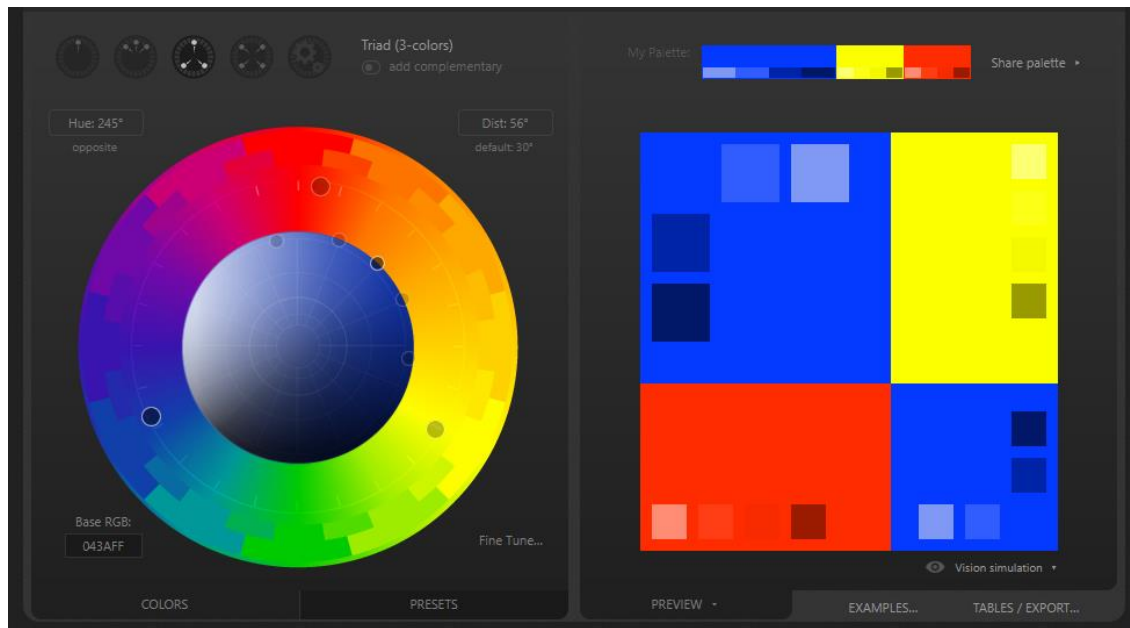 Triad (3-colors)
add complementary
Hue: 245°
opposite
Dist: 56°
default: 30°
Base RGB:
043AFF
Fine Tune...
COLORS
PRESETS
My Palette:
Share palette
Vision simulation
PREVIEW
EXAMPLES...
TABLES / EXPORT...